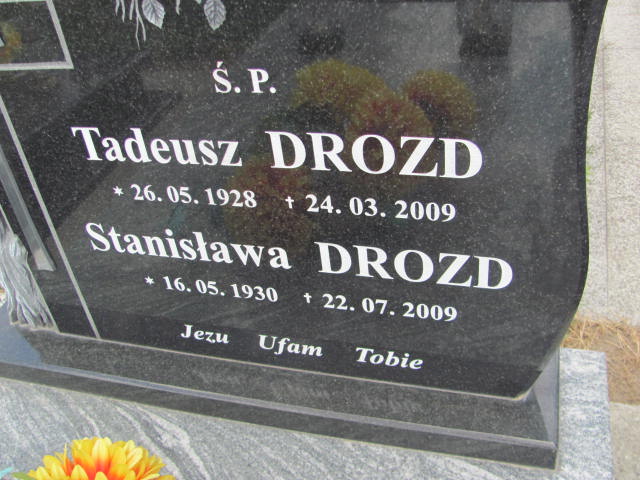 Ś. P.
Tadeusz DROZD
* 26. 05. 1928 † 24. 03. 2009
Stanisława DROZD
* 16. 05. 1930 † 22. 07. 2009
Jezu Ufam Tobie